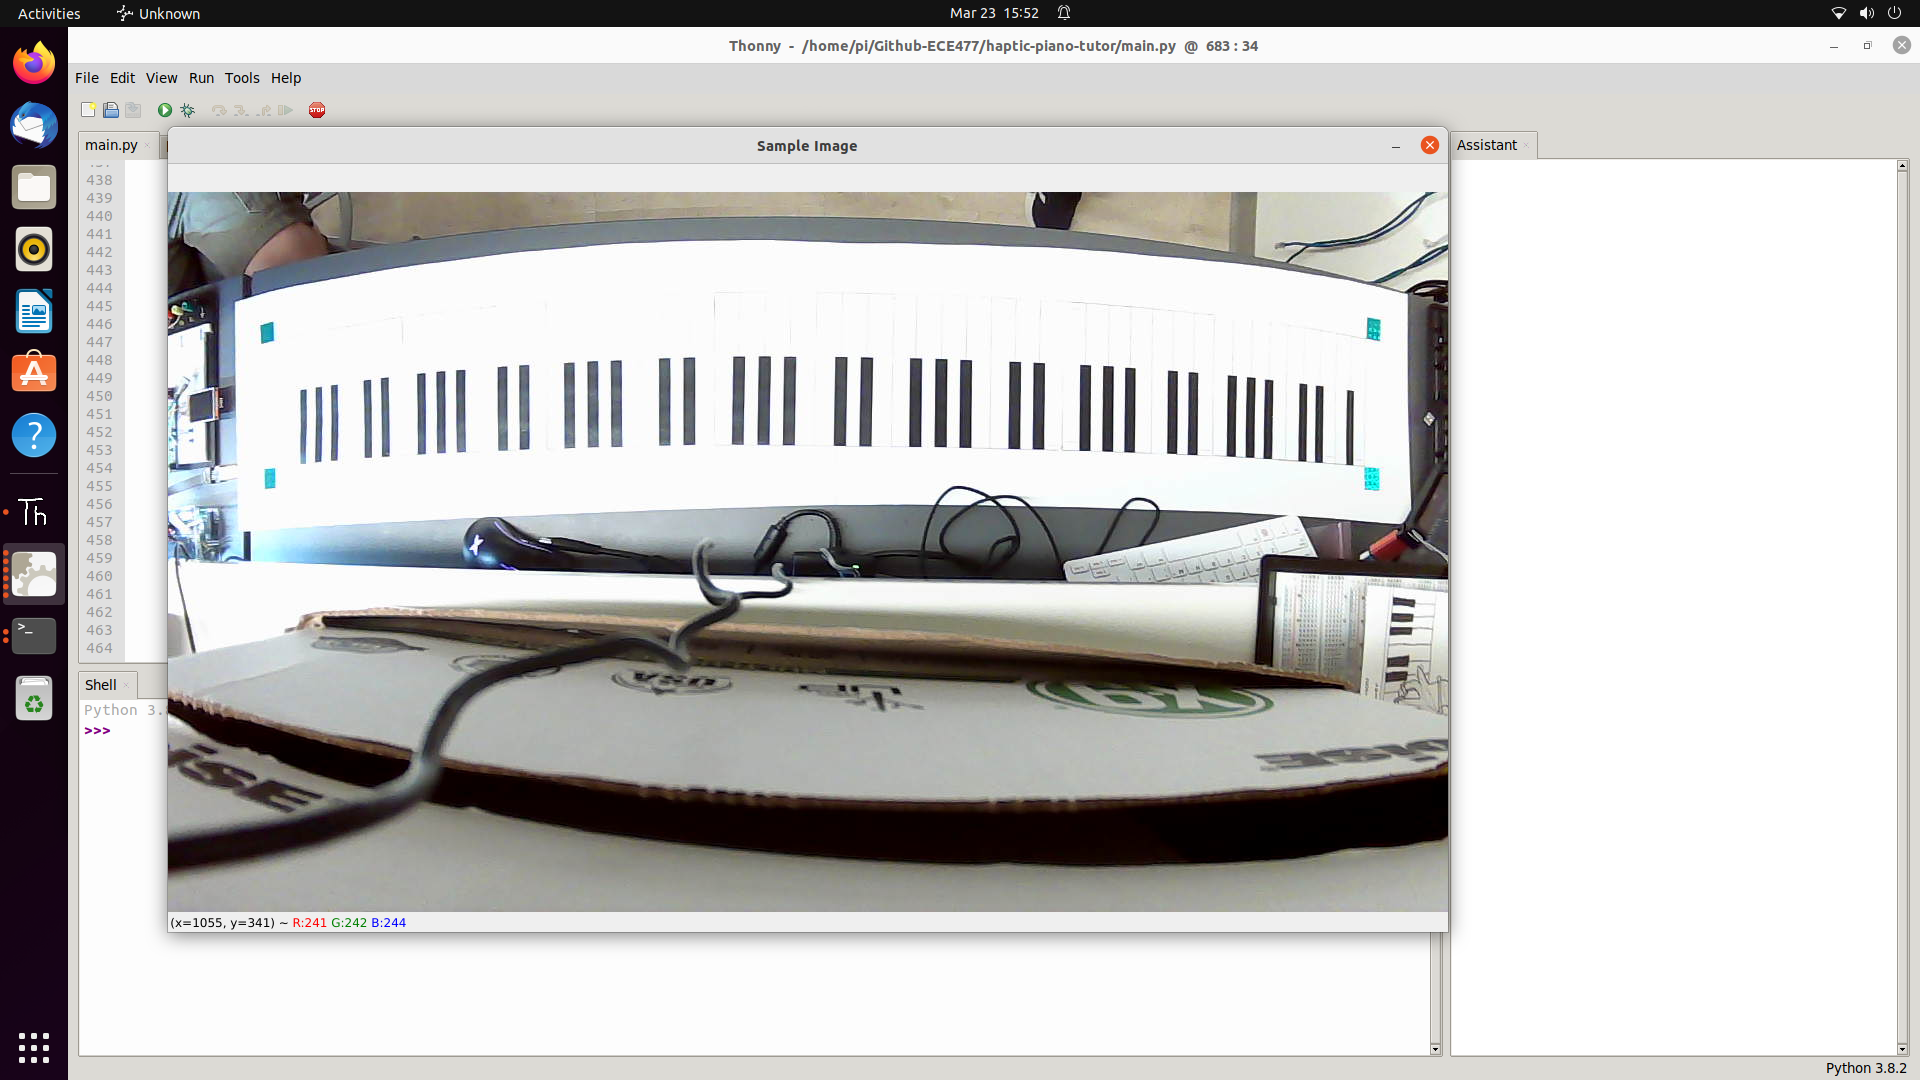 Activities
Unknown
Mar 23 15:52
Thonny - /home/pi/Github-ECE477/haptic-piano-tutor/main.py @ 683 : 34
File Edit View Run Tools Help
STOP
main.py
Sample Image
Assistant
438
439
440
441
442
443
444
445
446
447
448
449
450
451
452
453
454
455
456
457
458
459
460
461
462
463
464
Shell
Python 3.
>>>
USA
(x=1055, y=341) ~ R:241 G:242 B:244
Python 3.8.2